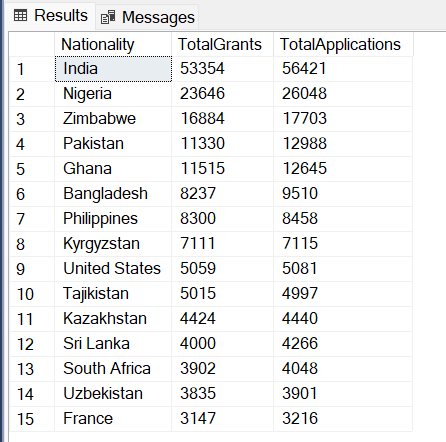 Results Messages
Nationality TotalGrants TotalApplications
1 India 53354 56421
2 Nigeria 23646 26048
3 Zimbabwe 16884 17703
4 Pakistan 11330 12988
5 Ghana 11515 12645
6 Bangladesh 8237 9510
7 Philippines 8300 8458
8 Kyrgyzstan 7111 7115
9 United States 5059 5081
10 Tajikistan 5015 4997
11 Kazakhstan 4424 4440
12 Sri Lanka 4000 4266
13 South Africa 3902 4048
14 Uzbekistan 3835 3901
15 France 3147 3216